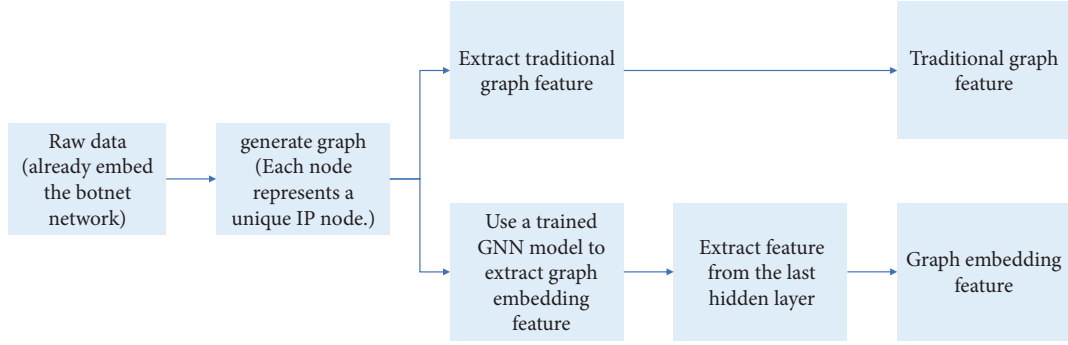 Raw data
(already embed
the botnet
network)
generate graph
(Each node
represents a
unique IP node.)
Extract traditional
graph feature
Traditional graph
feature
Use a trained
GNN model to
extract graph
embedding
feature
Extract feature
from the last
hidden layer
Graph embedding
feature